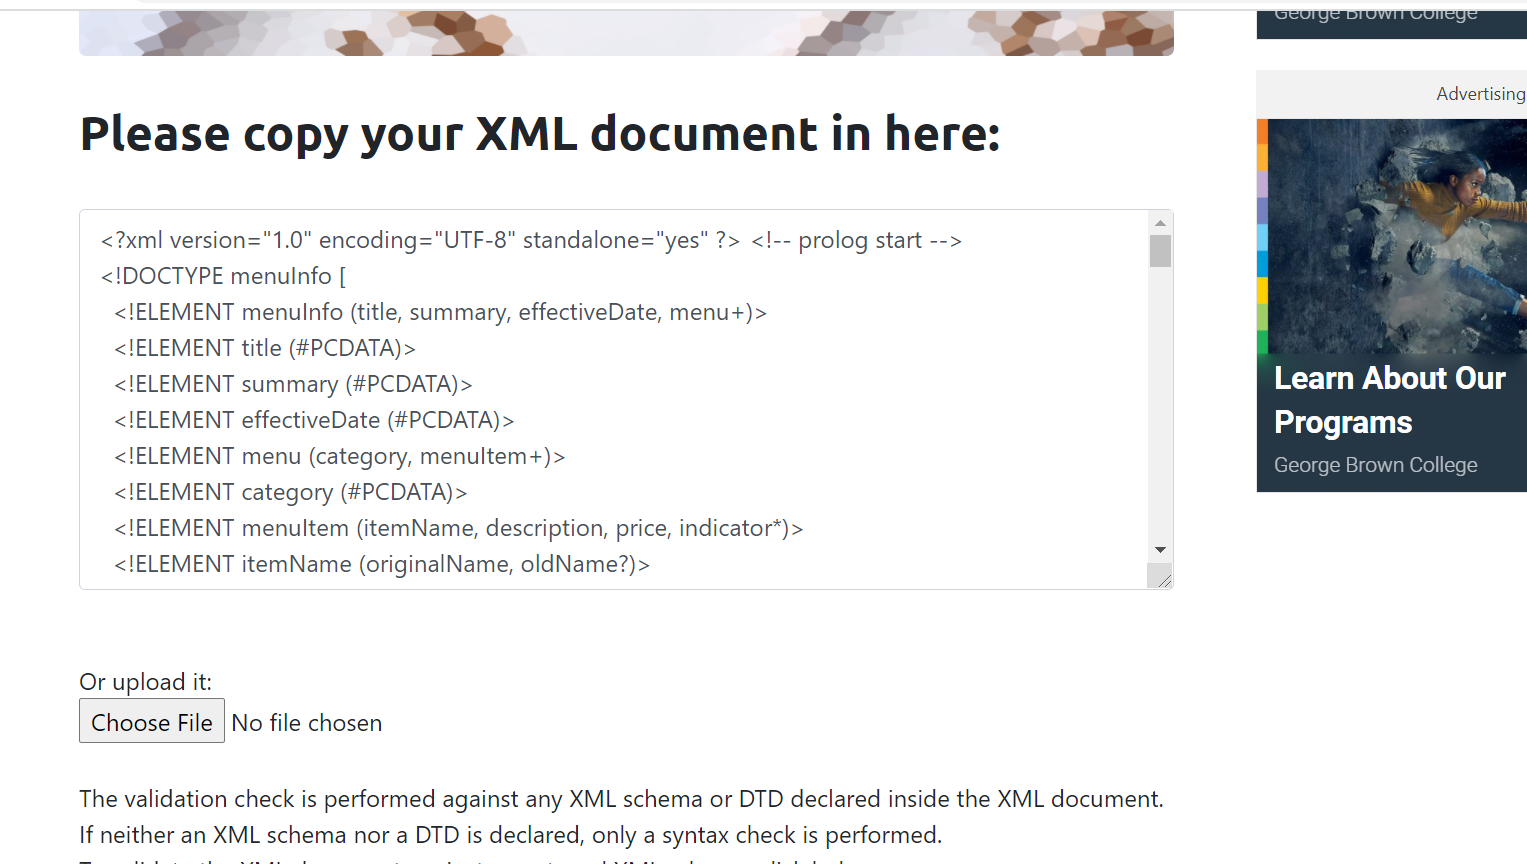 George Brown College
Advertising
Please copy your XML document in here:
<?xml version="1.0" encoding="UTF-8" standalone="yes" ?> <!-- prolog start -->
<!DOCTYPE menuInfo [
<!ELEMENT menuInfo (title, summary, effectiveDate, menu+)>
<!ELEMENT title (#PCDATA)>
<!ELEMENT summary (#PCDATA)>
<!ELEMENT effectiveDate (#PCDATA)>
<!ELEMENT menu (category, menuItem+)>
<!ELEMENT category (#PCDATA)>
<!ELEMENT menuItem (itemName, description, price, indicator*)>
<!ELEMENT itemName (originalName, oldName?)>
Learn About Our
Programs
George Brown College
Or upload it:
Choose File No file chosen
The validation check is performed against any XML schema or DTD declared inside the XML document.
If neither an XML schema nor a DTD is declared, only a syntax check is performed.